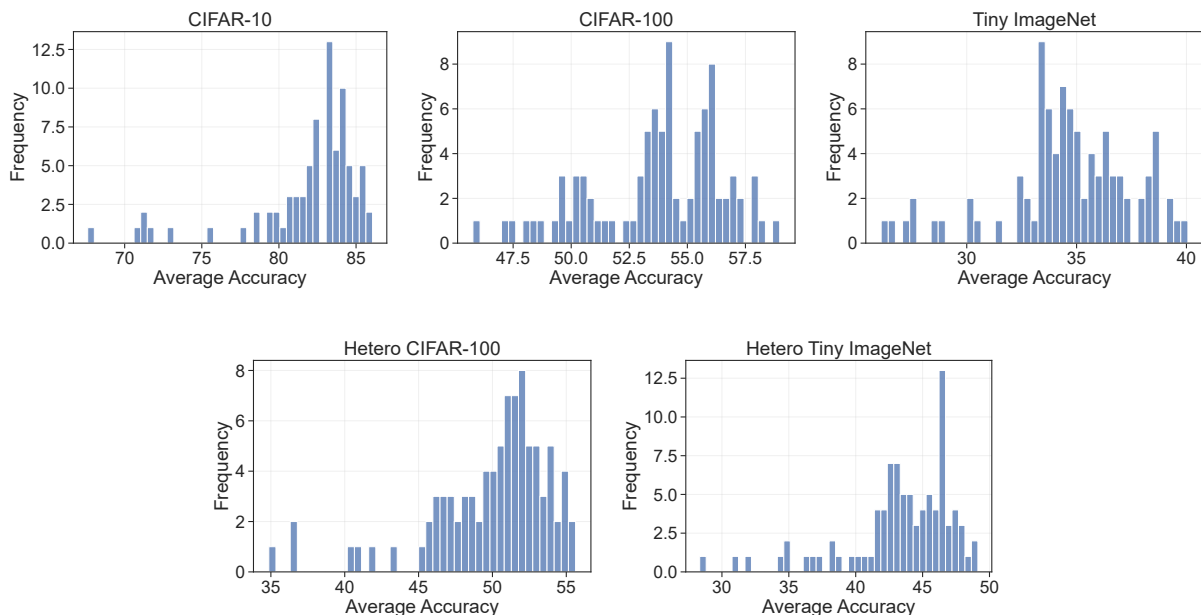 CIFAR-10
12.5
10.0
7.5
5.0
2.5
0.0
Frequency
70 75 80 85
Average Accuracy
CIFAR-100
8
6
4
2
0
Frequency
47.5 50.0 52.5 55.0 57.5
Average Accuracy
Tiny ImageNet
8
6
4
2
0
Frequency
30 35 40
Average Accuracy
Hetero CIFAR-100
8
6
4
2
0
Frequency
35 40 45 50 55
Average Accuracy
Hetero Tiny ImageNet
12.5
10.0
7.5
5.0
2.5
0.0
Frequency
30 35 40 45 50
Average Accuracy